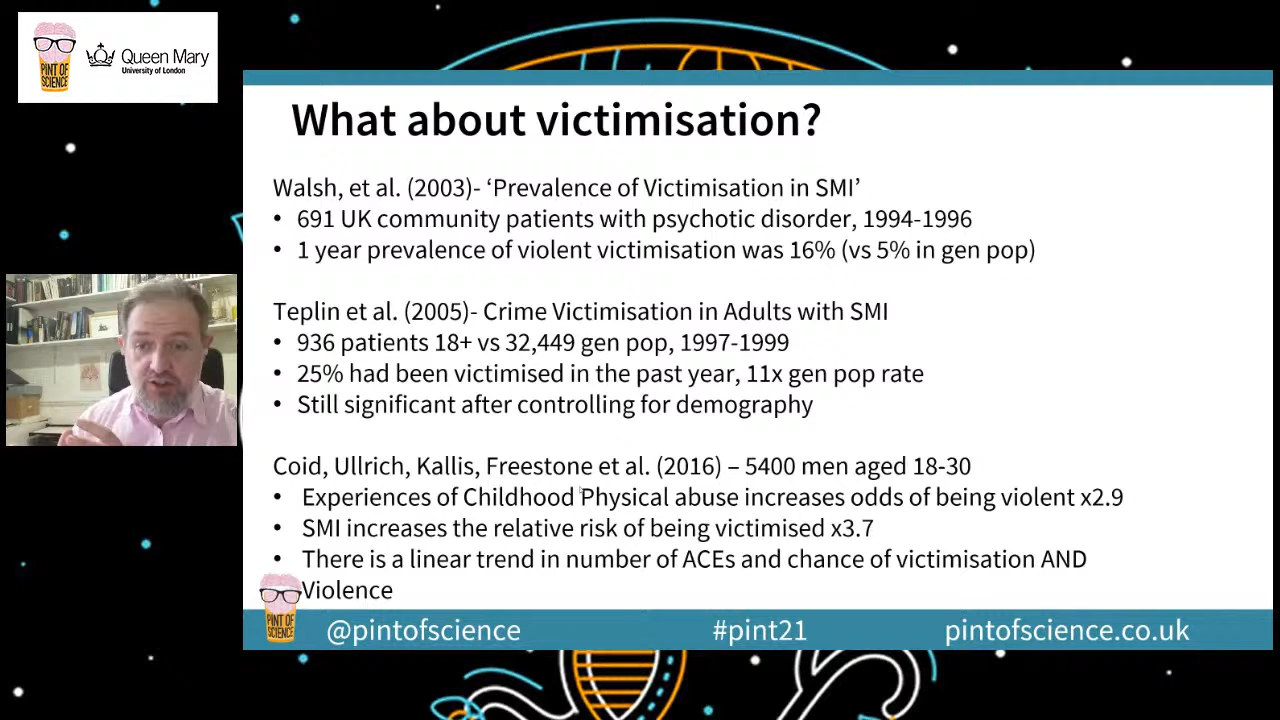 PINT OF
SCIENCE
Queen Mary
University of London
What about victimisation?
Walsh, et al. (2003)- ‘Prevalence of Victimisation in SMI’
• 691 UK community patients with psychotic disorder, 1994-1996
• 1 year prevalence of violent victimisation was 16% (vs 5% in gen pop)
Teplin et al. (2005)- Crime Victimisation in Adults with SMI
• 936 patients 18+ vs 32,449 gen pop, 1997-1999
• 25% had been victimised in the past year, 11x gen pop rate
• Still significant after controlling for demography
Coid, Ullrich, Kallis, Freestone et al. (2016) – 5400 men aged 18-30
• Experiences of Childhood Physical abuse increases odds of being violent x2.9
• SMI increases the relative risk of being victimised x3.7
• There is a linear trend in number of ACEs and chance of victimisation AND
Violence
PINT OF
SCIENCE
@pintofscience #pint21 pintofscience.co.uk